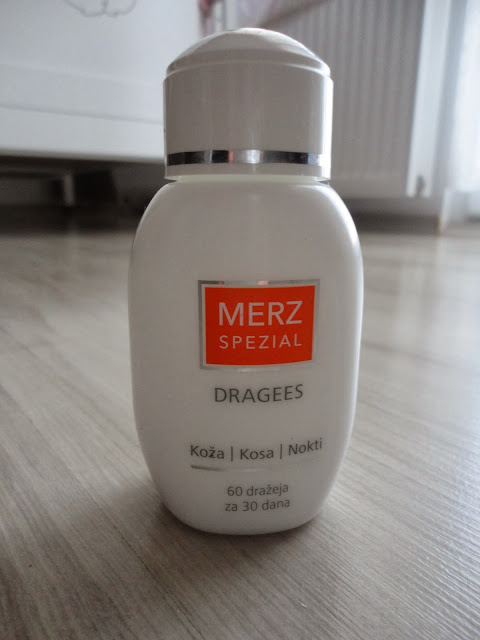 MERZ
SPEZIAL
DRAGEES
Koža | Kosa | Nokti
60 dražeja
za 30 dana